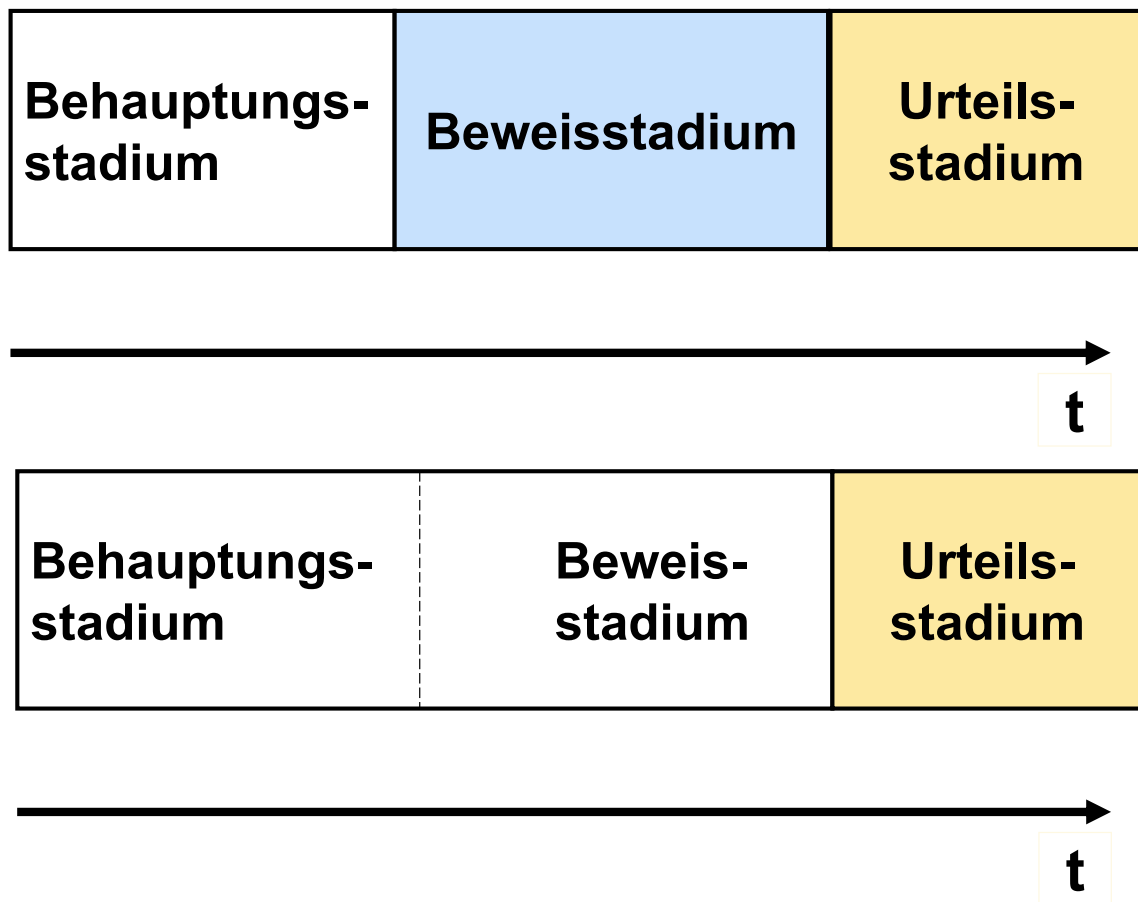 Behauptungs-
stadium
Beweisstadium
Urteils-
stadium
t
Behauptungs-
stadium
Beweis-
stadium
Urteils-
stadium
t